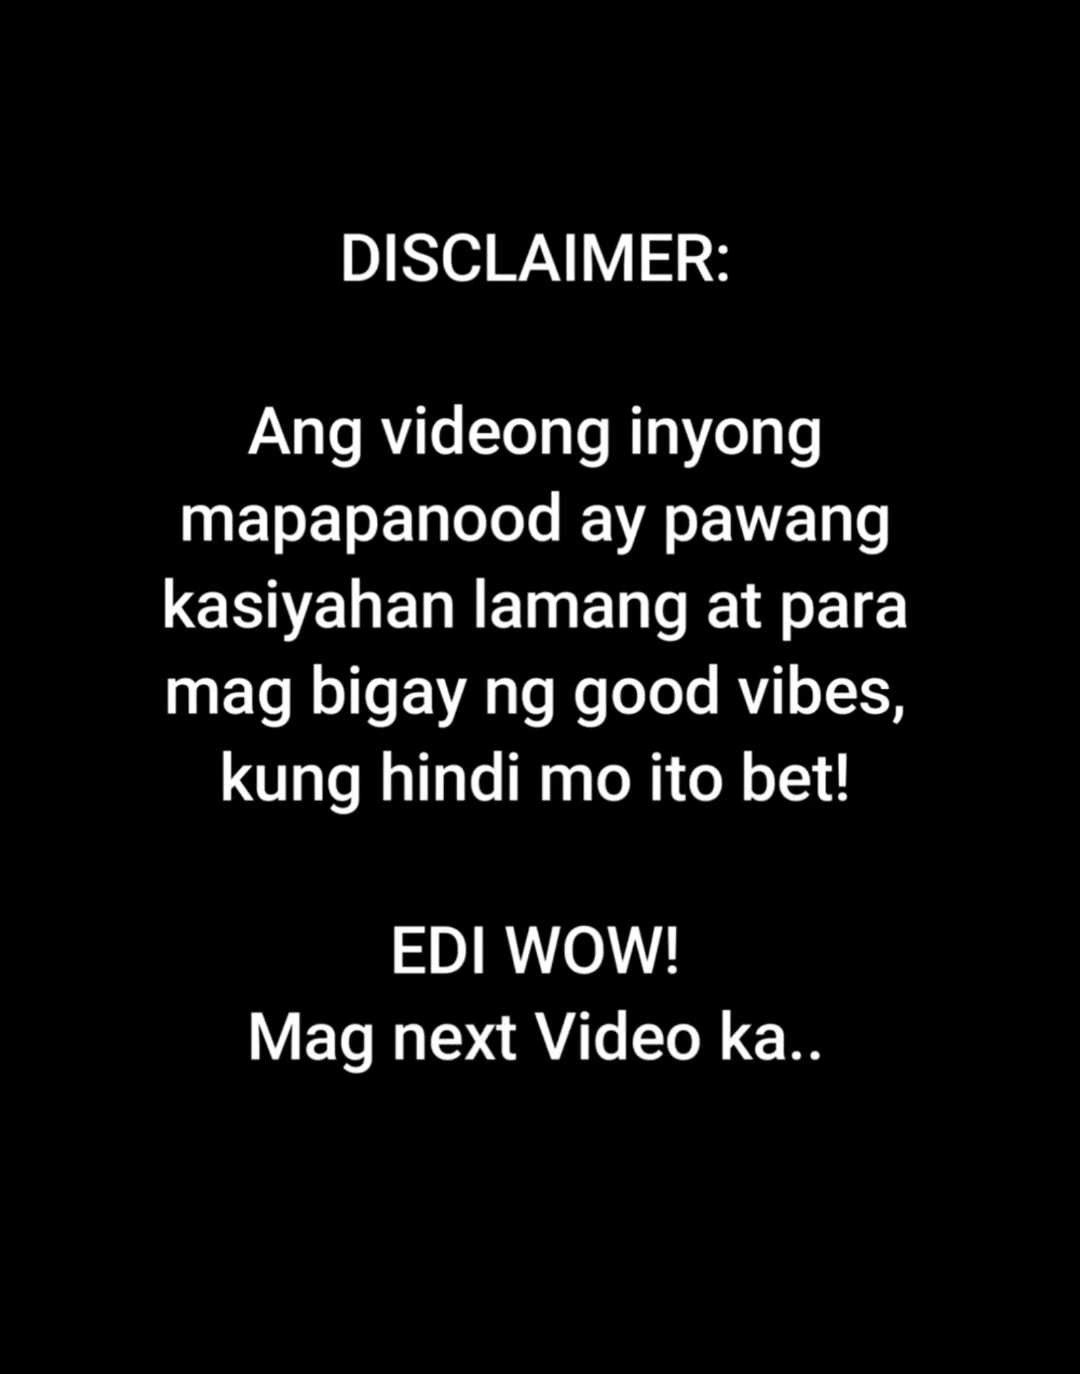 DISCLAIMER:
Ang videong inyong
mapapanood ay pawang
kasiyahan lamang at para
mag bigay ng good vibes,
kung hindi mo ito bet!
EDI WOW!
Mag next Video ka..